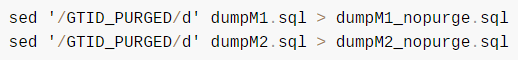 sed '/GTID_PURGED/d' dumpM1.sql > dumpM1_nopurge.sql
sed '/GTID_PURGED/d' dumpM2.sql > dumpM2_nopurge.sql